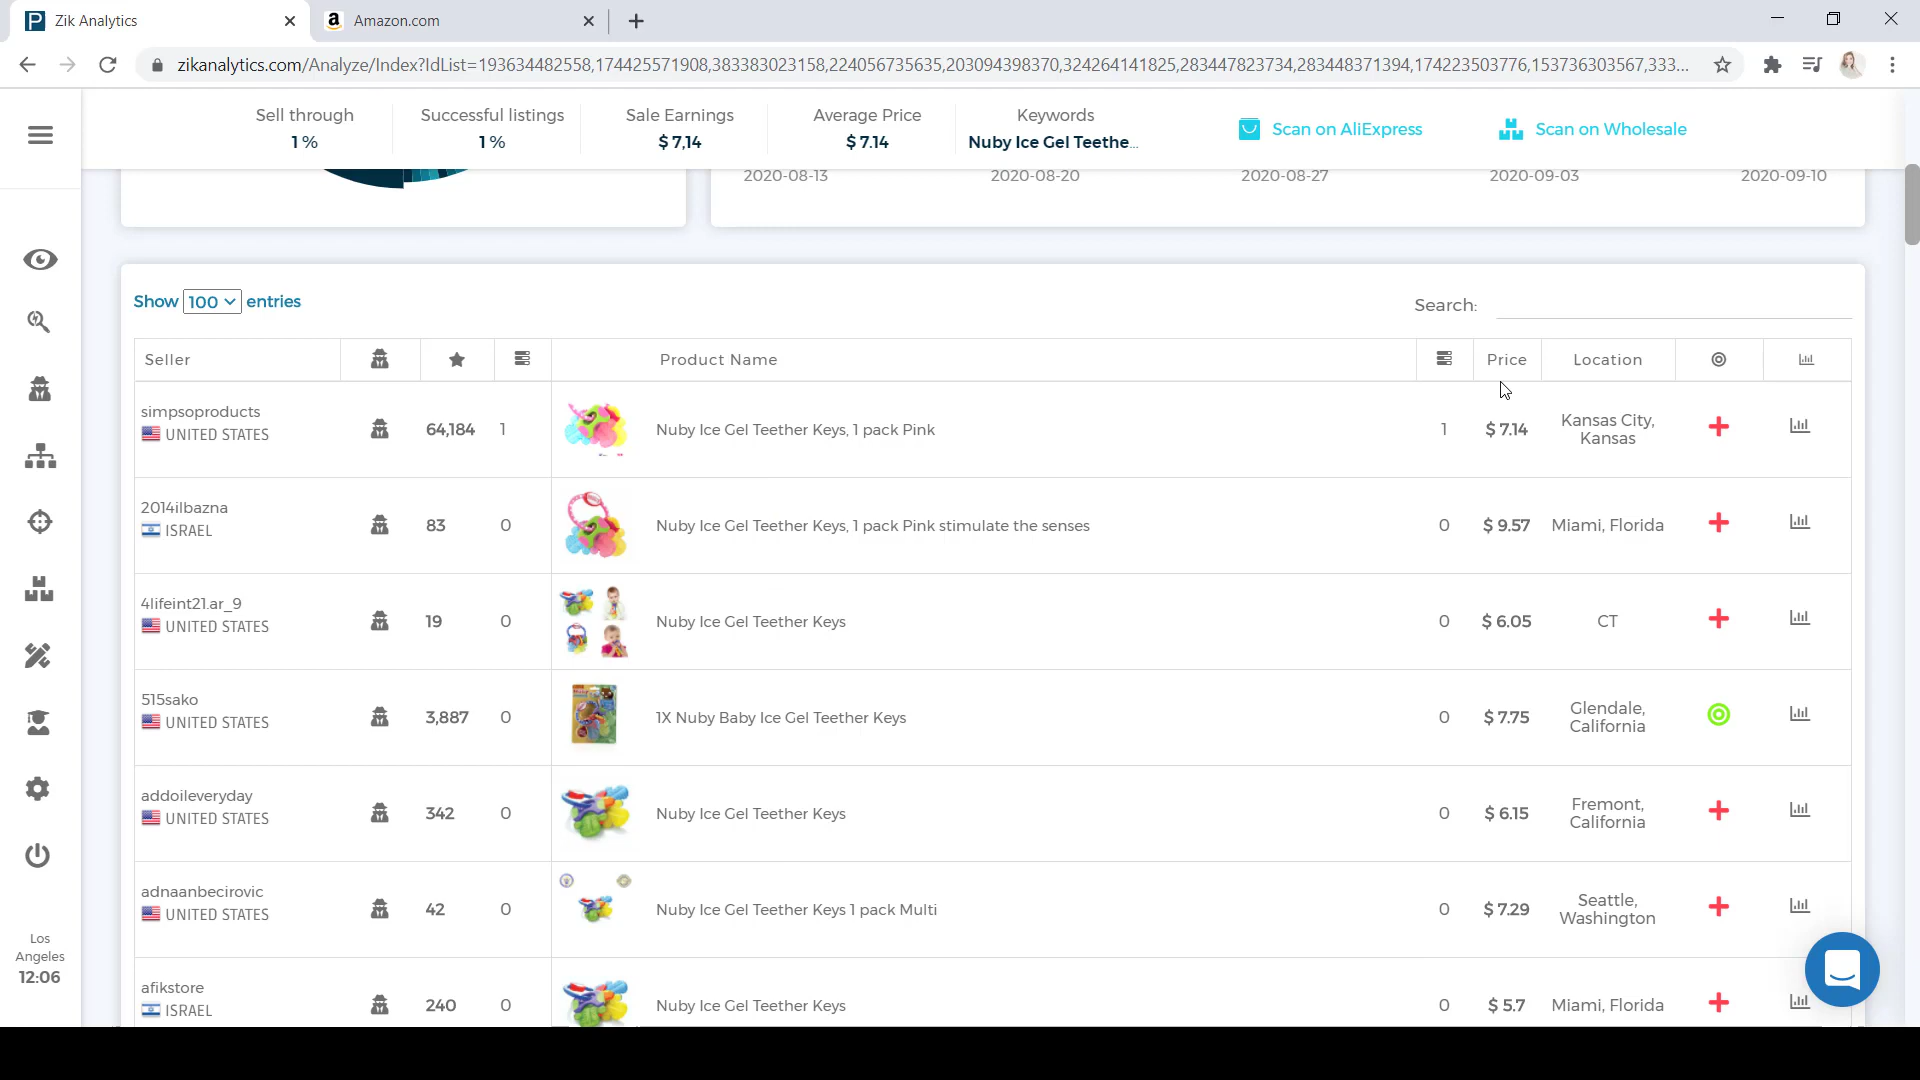 Zik Analytics
Amazon.com
zikanalytics.com/Analyze/Index?IdList=193634482558,174425571908,383383023158,224056735635,203094398370,324264141825,283447823734,283448371394,174223503776,153736303567,333...
Sell through
1 %
Successful listings
1 %
Sale Earnings
$ 7,14
Average Price
$ 7.14
Keywords
Nuby Ice Gel Teethe...
Scan on AliExpress
Scan on Wholesale
2020-08-13 2020-08-20 2020-08-27 2020-09-03 2020-09-10
Show 100 entries
Search:
Seller Product Name Price Location
simpsoproducts
UNITED STATES
64,184 1 Nuby Ice Gel Teether Keys, 1 pack Pink 1 $ 7.14
Kansas City,
Kansas
2014ilbazna
ISRAEL
83 0 Nuby Ice Gel Teether Keys, 1 pack Pink stimulate the senses 0 $ 9.57 Miami, Florida
4lifeint21.ar_9
UNITED STATES
19 0 Nuby Ice Gel Teether Keys 0 $ 6.05 CT
515sako
UNITED STATES
3,887 0 1X Nuby Baby Ice Gel Teether Keys 0 $ 7.75
Glendale,
California
addoileveryday
UNITED STATES
342 0 Nuby Ice Gel Teether Keys 0 $ 6.15
Fremont,
California
adnaanbecirovic
UNITED STATES
42 0 Nuby Ice Gel Teether Keys 1 pack Multi 0 $ 7.29
Seattle,
Washington
afikstore
ISRAEL
240 0 Nuby Ice Gel Teether Keys 0 $ 5.7 Miami, Florida
Los
Angeles
12:06